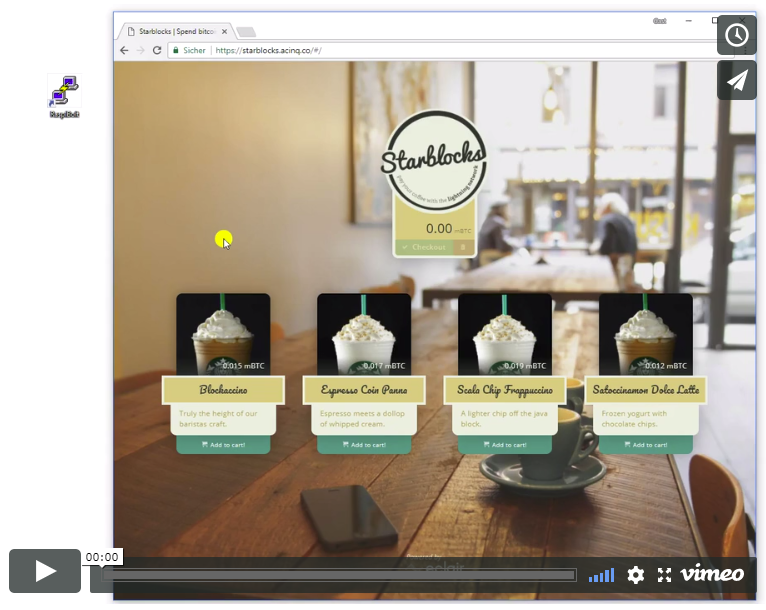 Gast
Starblocks | Spend bitco
Sicher
https://starblocks.acinq.co/#/
RaspiBolt
Starblocks
pay your coffee with the lightning network
0.00 mBTC
Checkout
0.015 mBTC
0.017 mBTC
0.019 mBTC
0.012 mBTC
Blockaccino
Espresso Coin Panna
Scala Chip Frappuccino
Satoccinamon Dolce Latte
Truly the height of our
baristas craft.
Espresso meets a dollop
of whipped cream.
A lighter chip off the java
block.
Frozen yogurt with
chocolate chips.
Add to cart!
Add to cart!
Add to cart!
Add to cart!
Powered by
eclair
00:00
vimeo